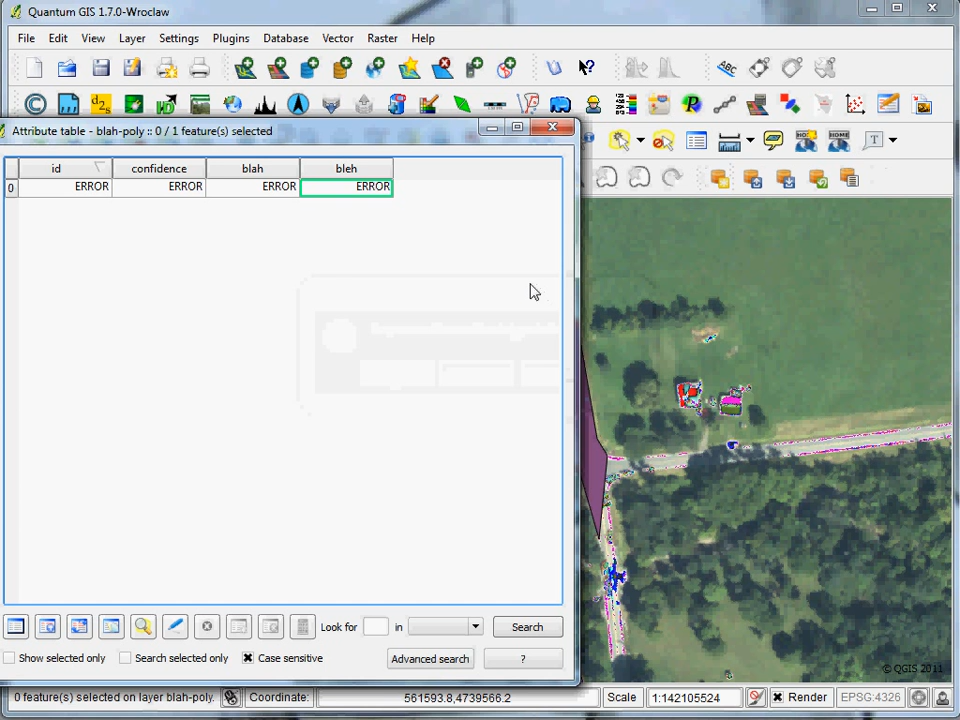 Quantum GIS 1.7.0-Wroclaw
File Edit View Layer Settings Plugins Database Vector Raster Help
Attribute table - blah-poly :: 0 / 1 feature(s) selected
id confidence blah bleh
0 ERROR ERROR ERROR ERROR
Look for in Search
Show selected only Search selected only Case sensitive Advanced search ?
© QGIS 2011
0 feature(s) selected on layer blah-poly. Coordinate: 561593.8,4739566.2 Scale 1:142105524 Render EPSG:4326